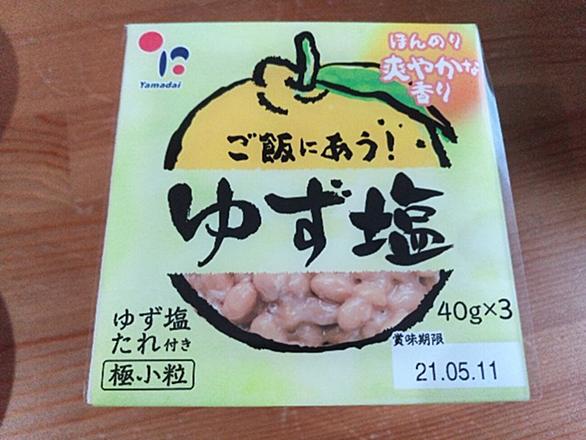 Yamadai
ほんのり
爽やかな
香り
ご飯にあう!
ゆず塩
40g×3
ゆず塩
たれ付き
極小粒
賞味期限
21.05.11